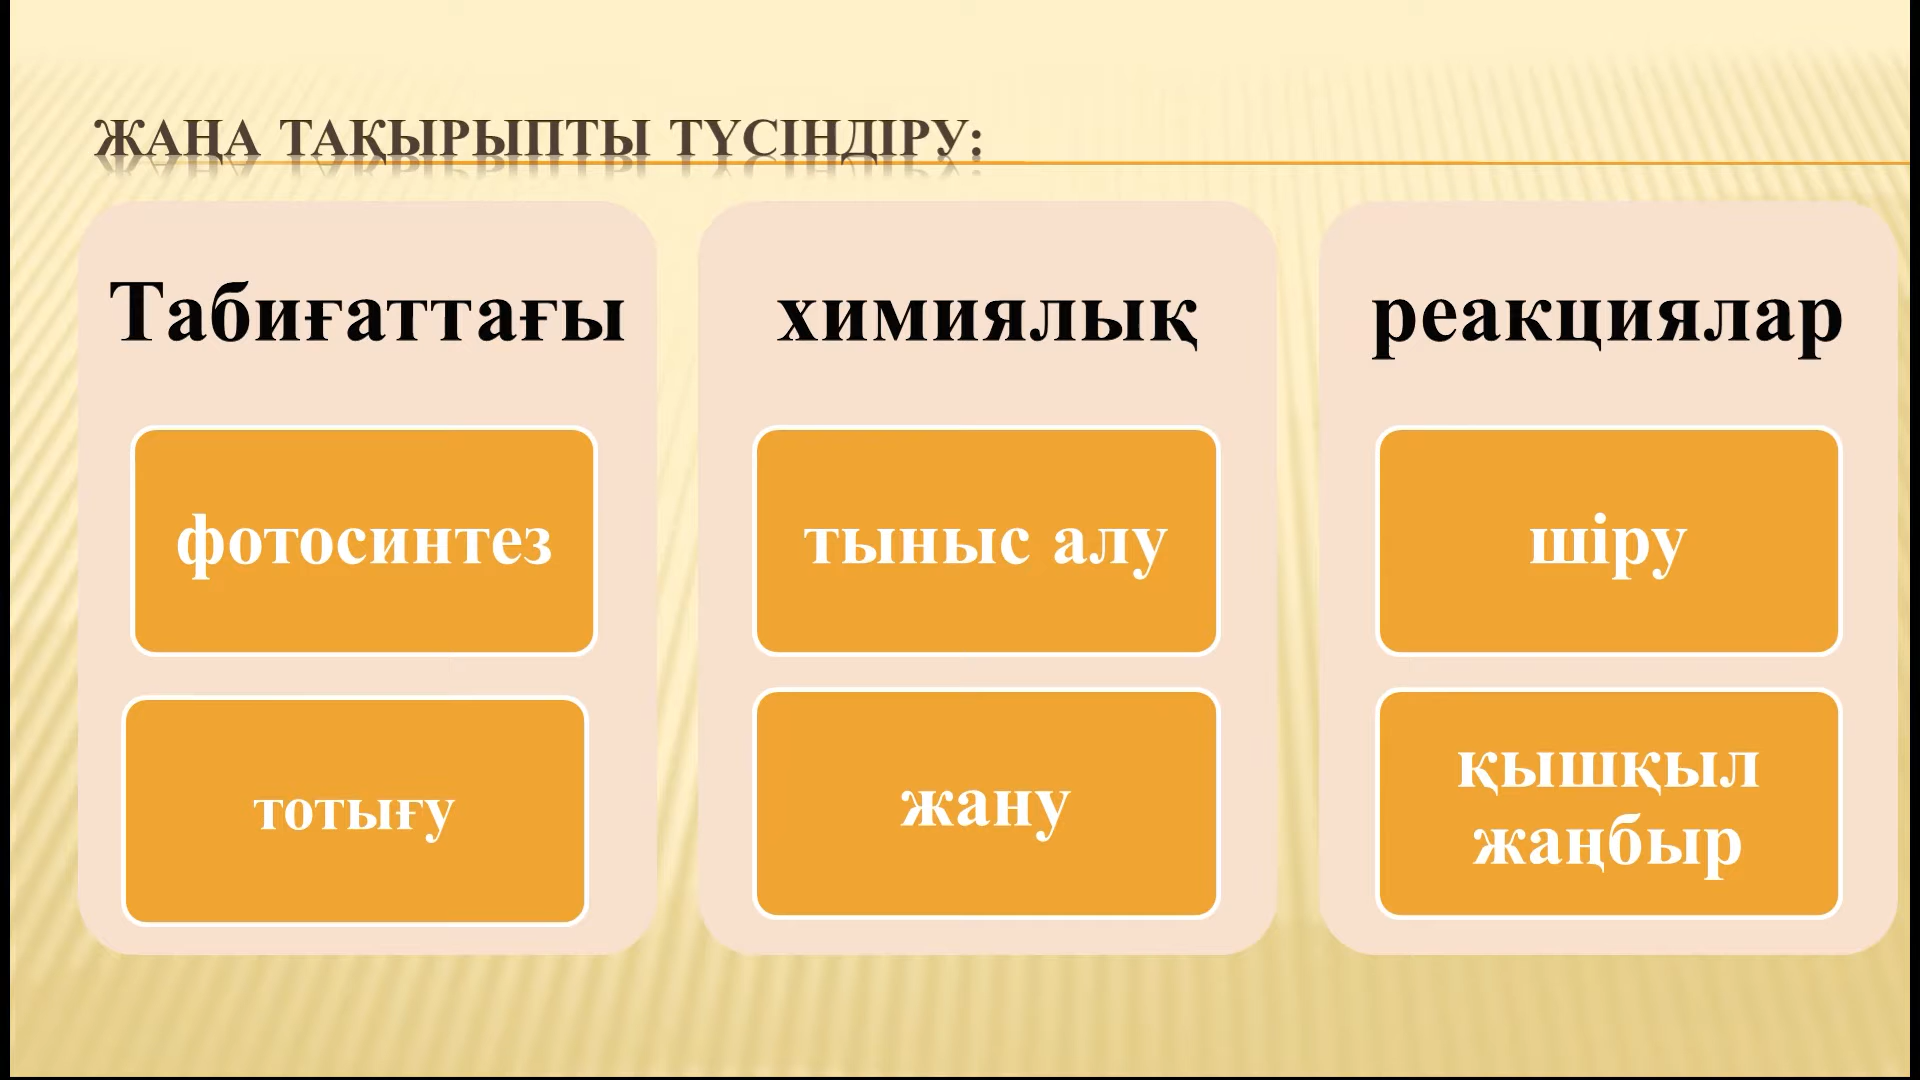 ЖАҢА ТАҚЫРЫПТЫ ТҮСІНДІРУ:
Табиғаттағы
химиялық
реакциялар
фотосинтез
тыныс алу
шіру
тотығу
жану
қышқыл
жаңбыр